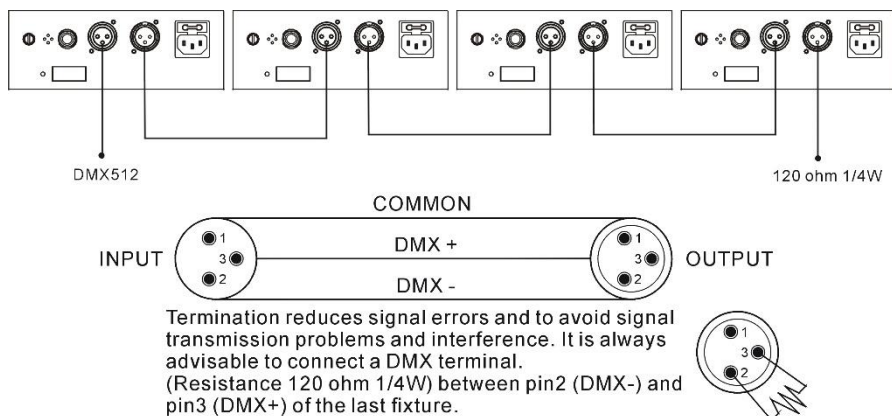 DMX512
120 ohm 1/4W
COMMON
INPUT
1
DMX +
3
DMX -
2
1
3
2
OUTPUT
Termination reduces signal errors and to avoid signal
transmission problems and interference. It is always
advisable to connect a DMX terminal.
(Resistance 120 ohm 1/4W) between pin2 (DMX-) and
pin3 (DMX+) of the last fixture.
1
3
2